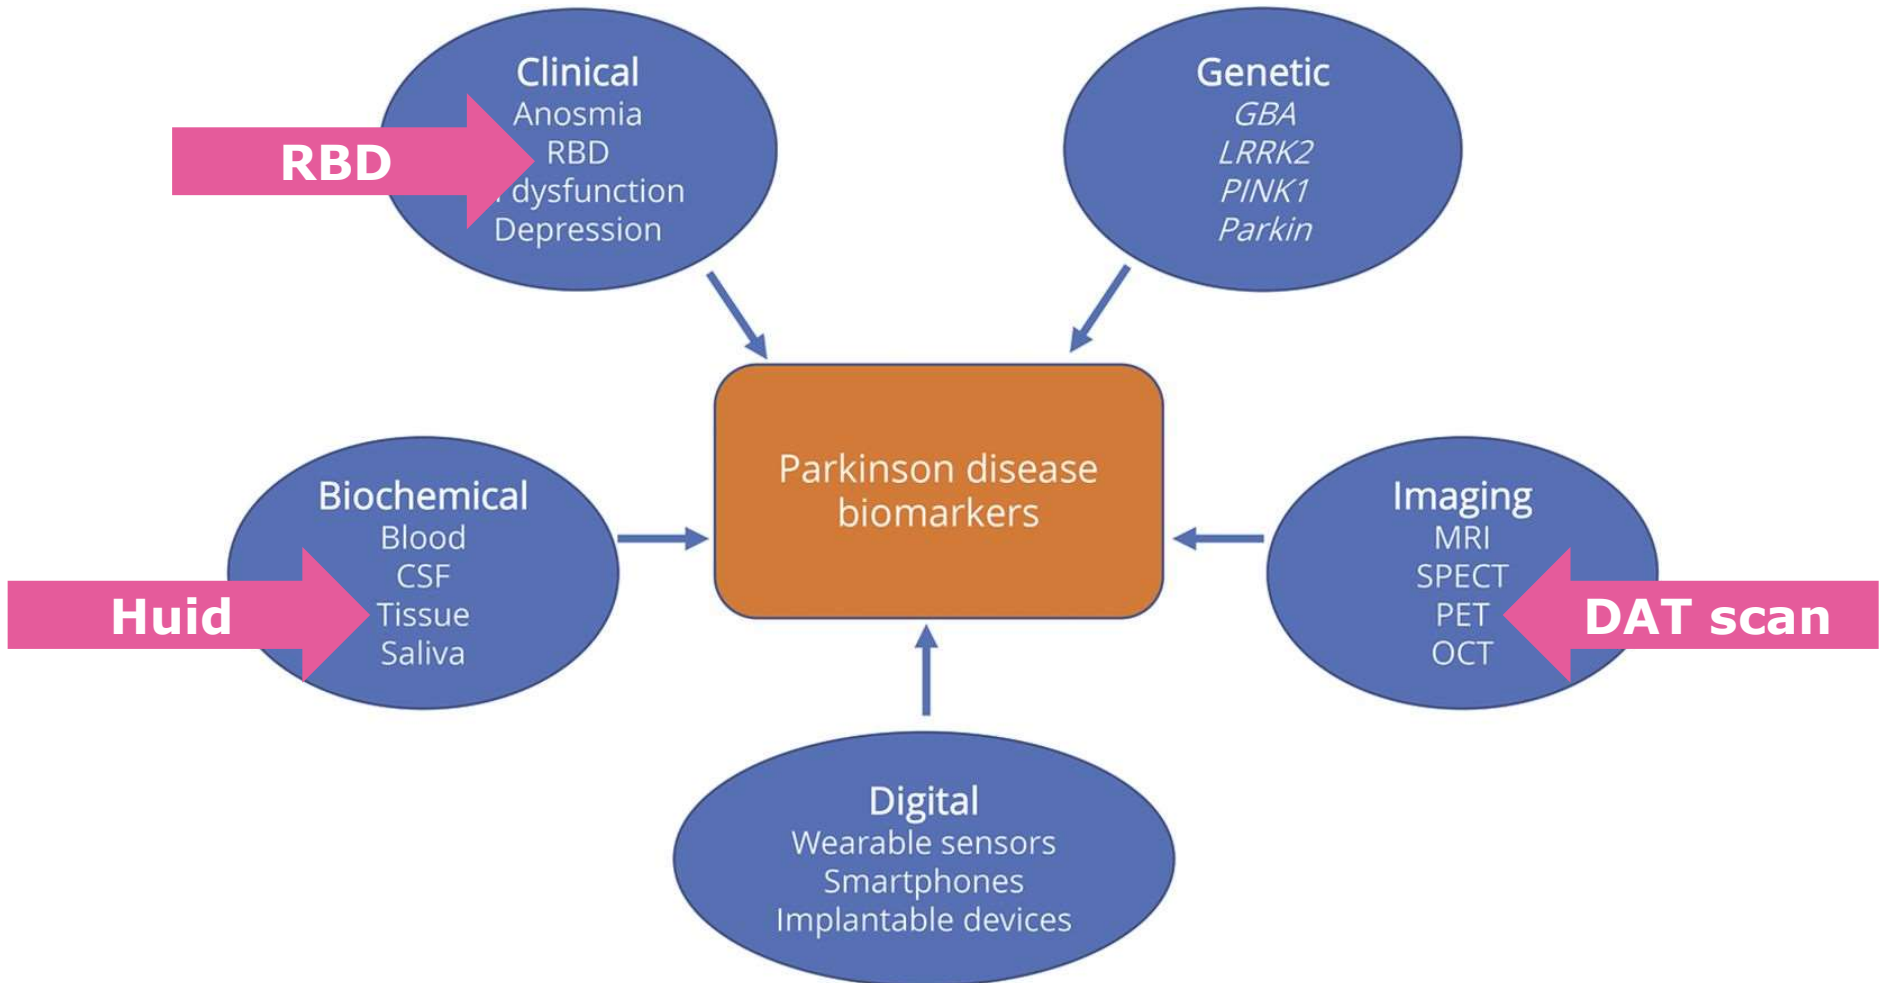 Clinical
Anosmia
RBD
dysfunction
Depression
RBD
Genetic
GBA
LRRK2
PINK1
Parkin
Parkinson disease
biomarkers
Biochemical
Blood
CSF
Tissue
Saliva
Huid
Imaging
MRI
SPECT
PET
OCT
DAT scan
Digital
Wearable sensors
Smartphones
Implantable devices